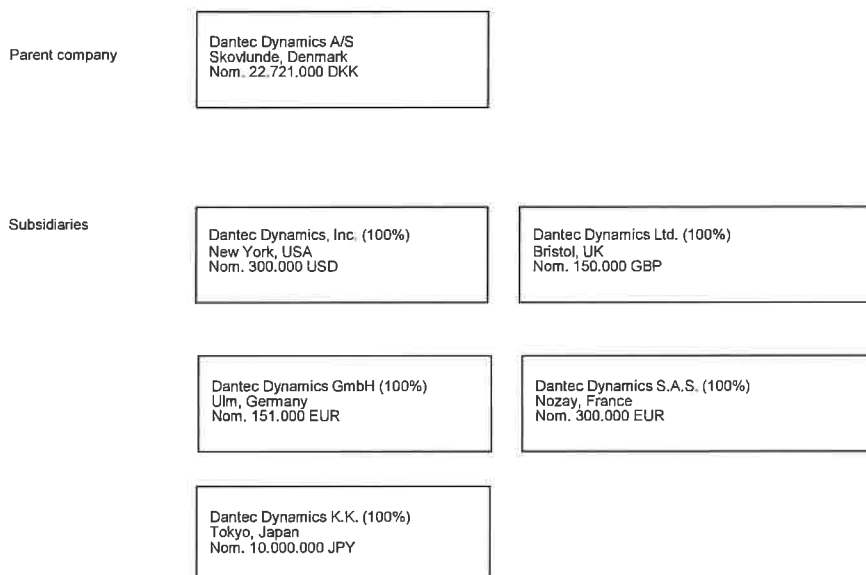 Parent company
Dantec Dynamics A/S
Skovlunde, Denmark
Nom. 22.721.000 DKK
Subsidiaries
Dantec Dynamics, Inc. (100%)
New York, USA
Nom. 300.000 USD
Dantec Dynamics Ltd. (100%)
Bristol, UK
Nom. 150.000 GBP
Dantec Dynamics GmbH (100%)
Ulm, Germany
Nom. 151.000 EUR
Dantec Dynamics S.A.S. (100%)
Nozay, France
Nom. 300.000 EUR
Dantec Dynamics K.K. (100%)
Tokyo, Japan
Nom. 10.000.000 JPY